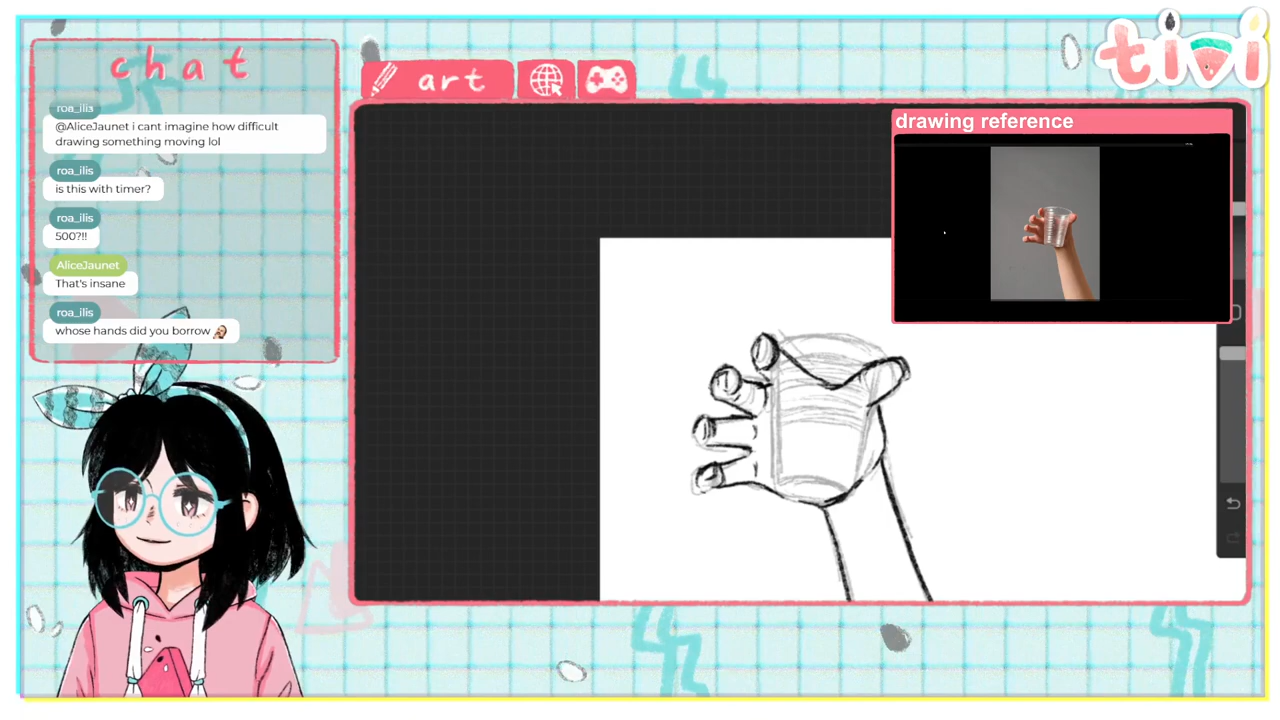 tivi
chat
art
drawing reference
roa_ilis
@AliceJaunet i cant imagine how difficult
drawing something moving lol
roa_ilis
is this with timer?
roa_ilis
500?!!
AliceJaunet
That's insane
roa_ilis
whose hands did you borrow